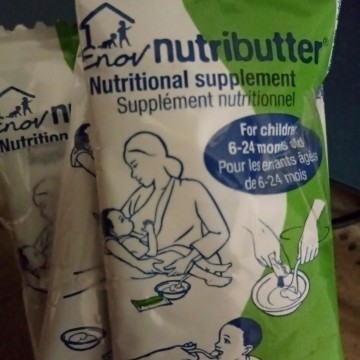 Enov nutributter®
Nutritional supplement
Supplément nutritionnel
For children
6-24 months old
Pour les enfants âgés
de 6-24 mois
Enov nu
Nutrition